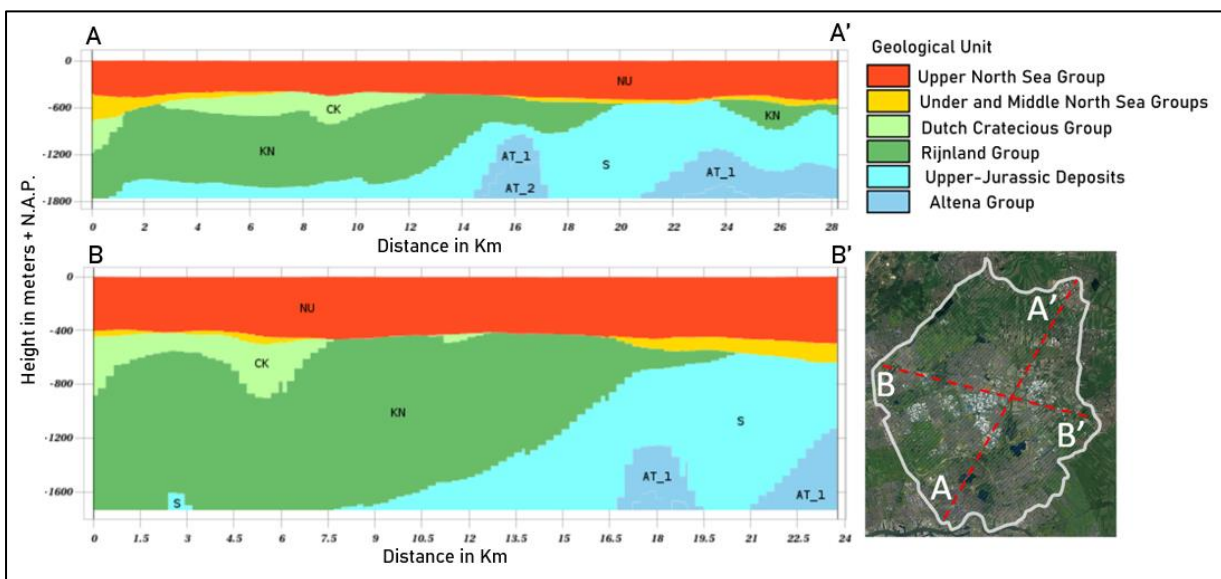 A
A'
0
-600
-1200
-1800
NU
CK
KN
KN
AT_1
AT_2
S
AT_1
0 2 4 6 8 10 12 14 16 18 20 22 24 26 28
Distance in Km
Height in meters + N.A.P.
B
B'
0
-400
-800
-1200
-1600
NU
CK
KN
S
S
AT_1
AT_1
0 1.5 3 4.5 6 7.5 9 10.5 12 13.5 15 16.5 18 19.5 21 22.5 24
Distance in Km
Geological Unit
Upper North Sea Group
Under and Middle North Sea Groups
Dutch Cratecious Group
Rijnland Group
Upper-Jurassic Deposits
Altena Group
A'
B
B'
A